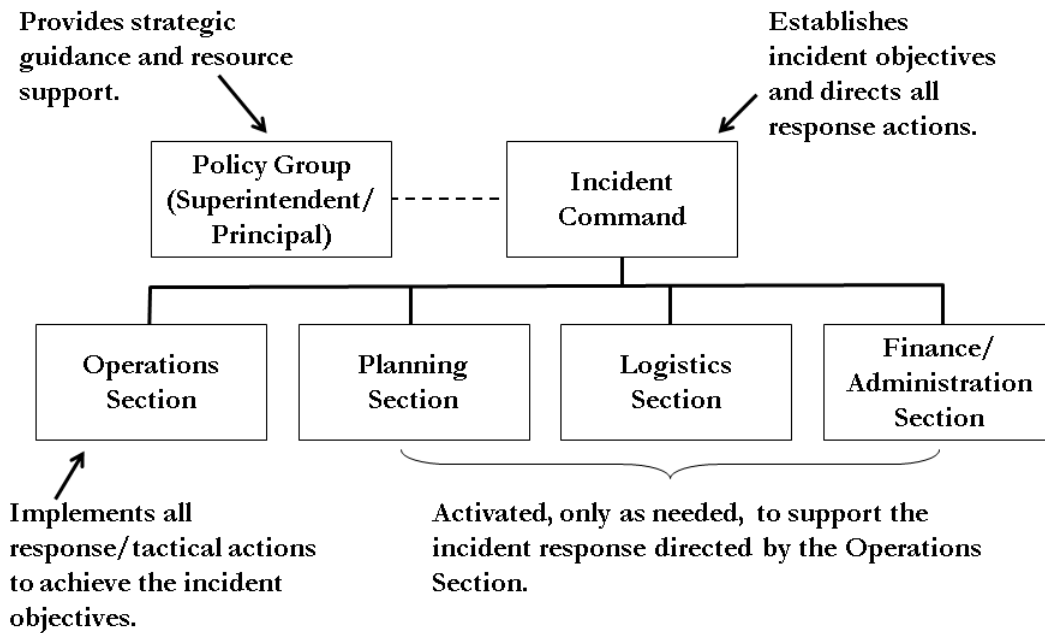 Provides strategic
guidance and resource
support.
Establishes
incident objectives
and directs all
response actions.
Policy Group
(Superintendent/
Principal)
Incident
Command
Operations
Section
Planning
Section
Logistics
Section
Finance/
Administration
Section
Implements all
response/tactical actions
to achieve the incident
objectives.
Activated, only as needed, to support the
incident response directed by the Operations
Section.